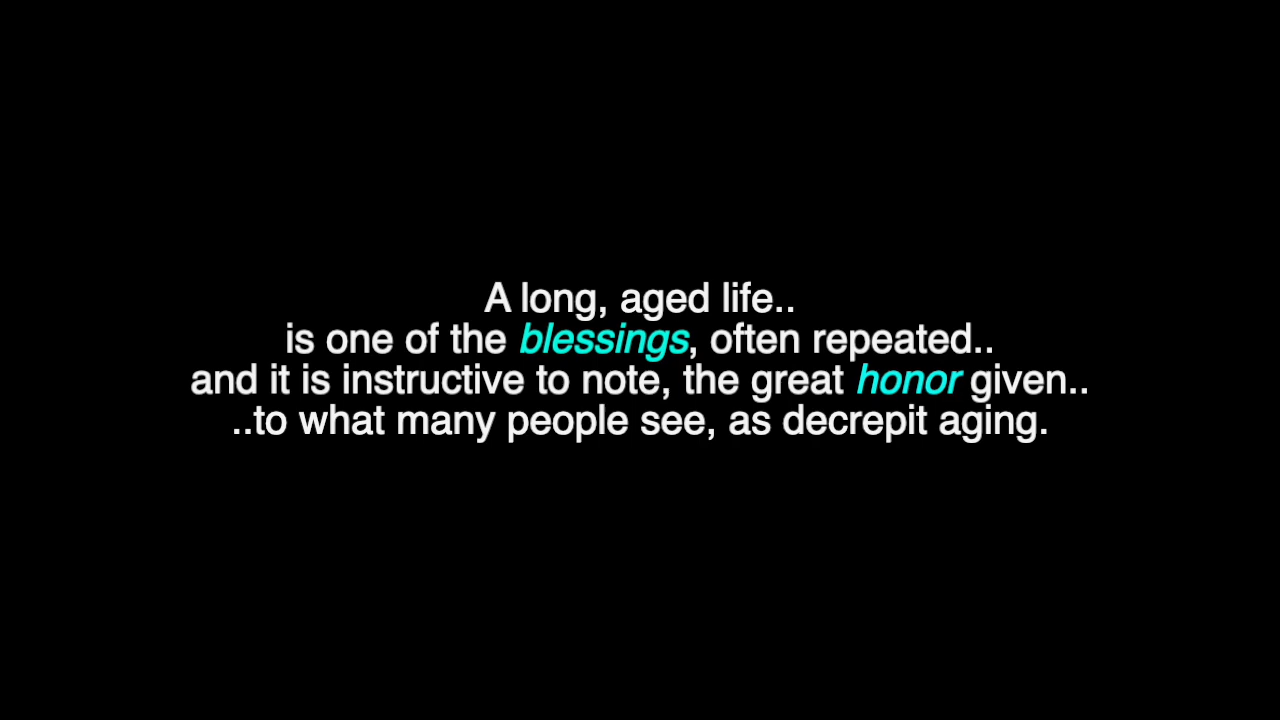 A long, aged life..
is one of the blessings, often repeated..
and it is instructive to note, the great honor given..
..to what many people see, as decrepit aging.